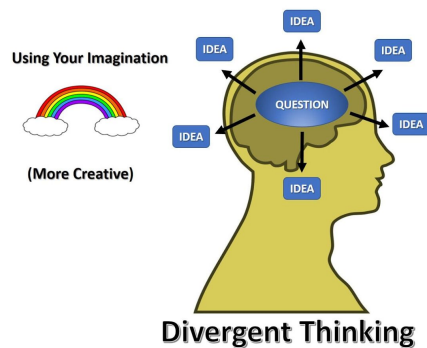 Using Your Imagination
(More Creative)
IDEA
IDEA
IDEA
QUESTION
IDEA
IDEA
IDEA
Divergent Thinking